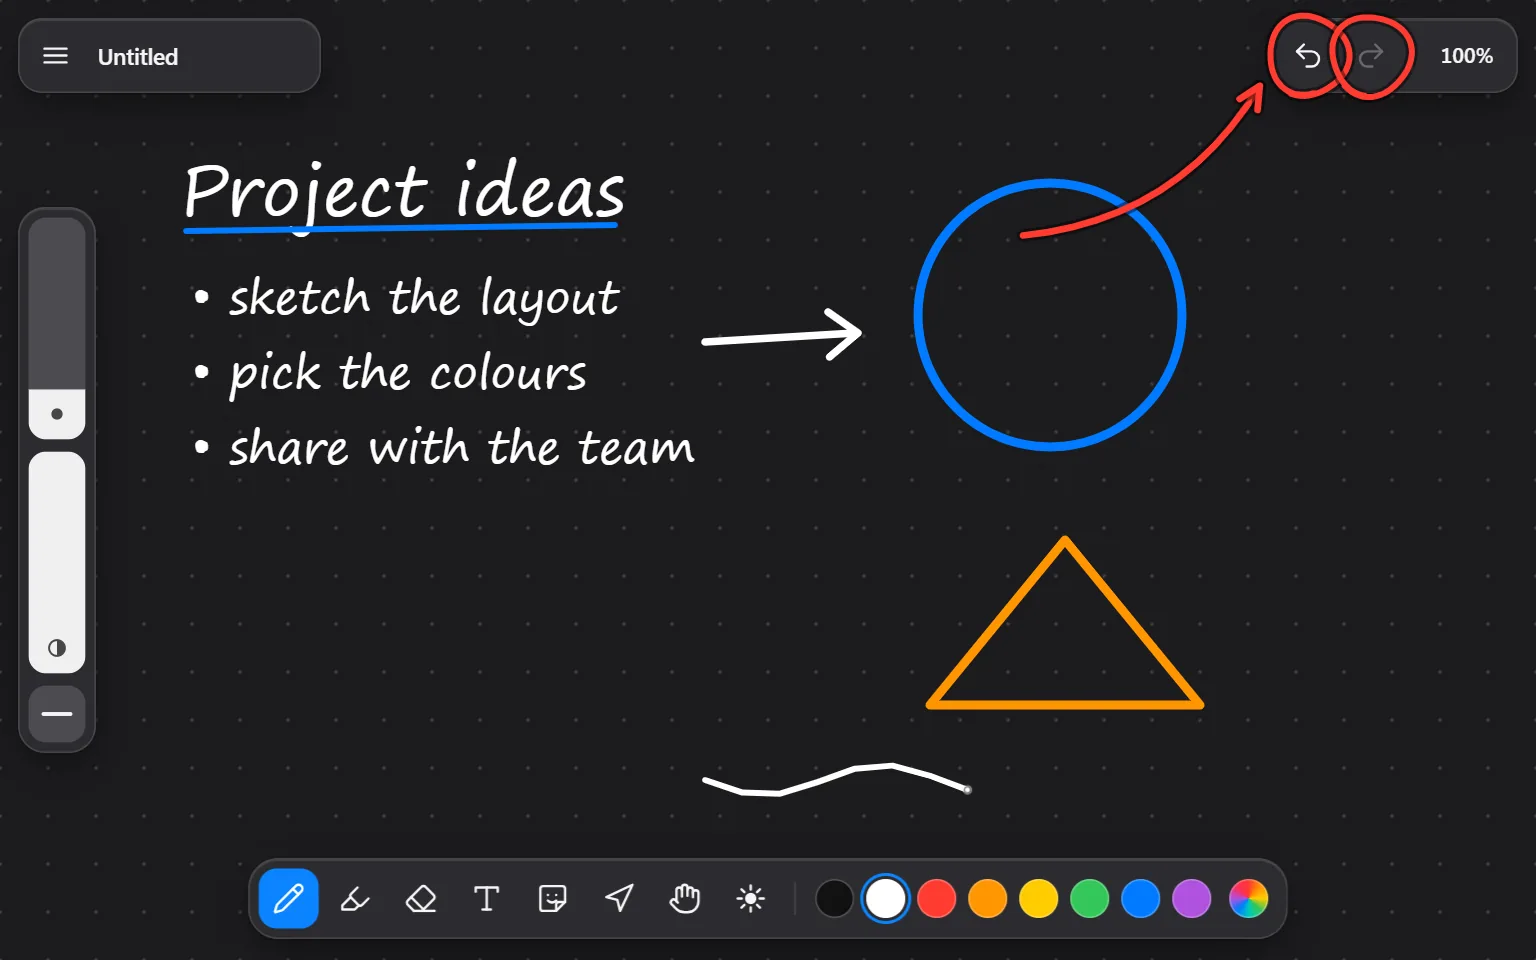 Untitled
100%
Project ideas
• sketch the layout
• pick the colours
• share with the team